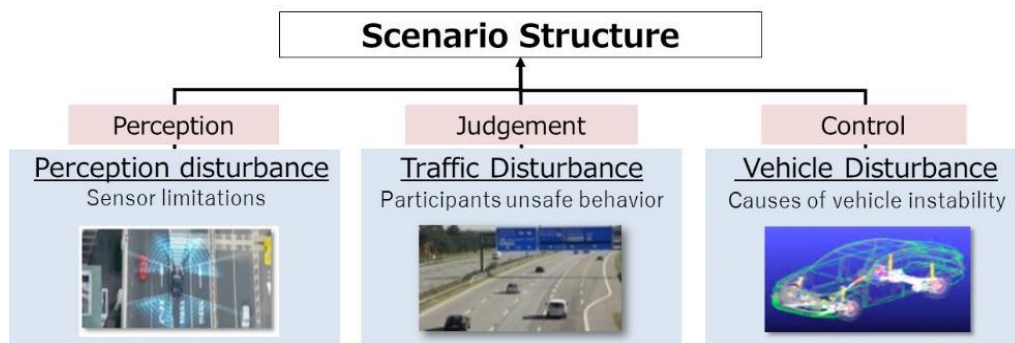 Scenario Structure
Perception
Judgement
Control
Perception disturbance
Traffic Disturbance
Vehicle Disturbance
Sensor limitations
Participants unsafe behavior
Causes of vehicle instability